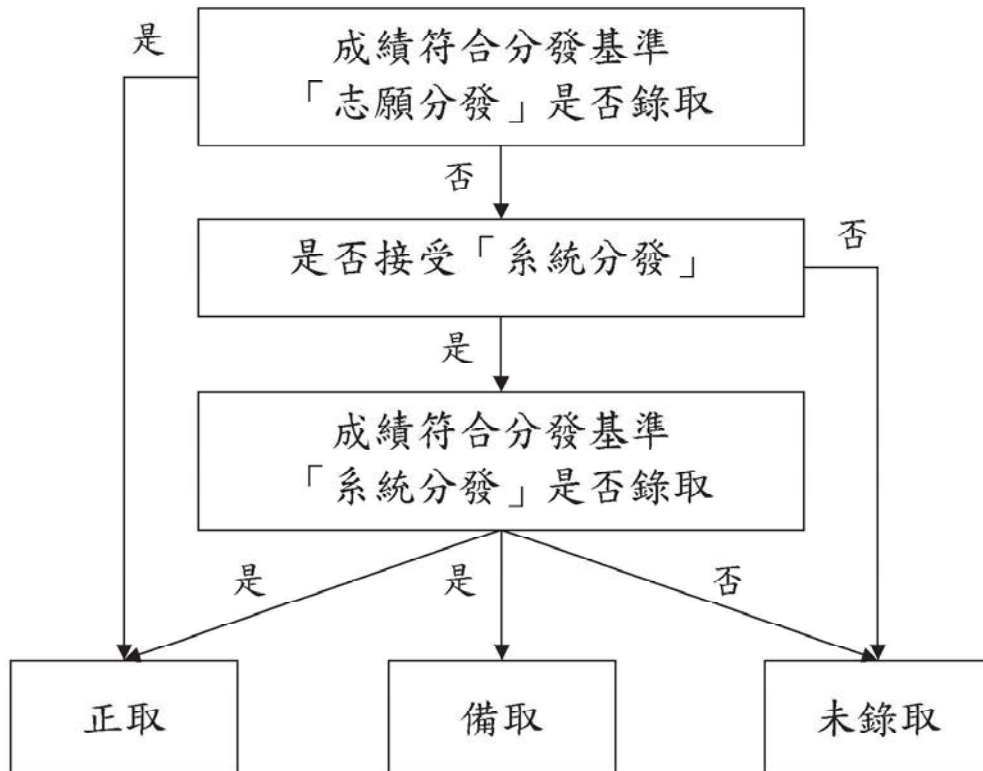 是
成績符合分發基準
「志願分發」是否錄取
否
是否接受「系統分發」
否
是
成績符合分發基準
「系統分發」是否錄取
是
是
否
正取
備取
未錄取